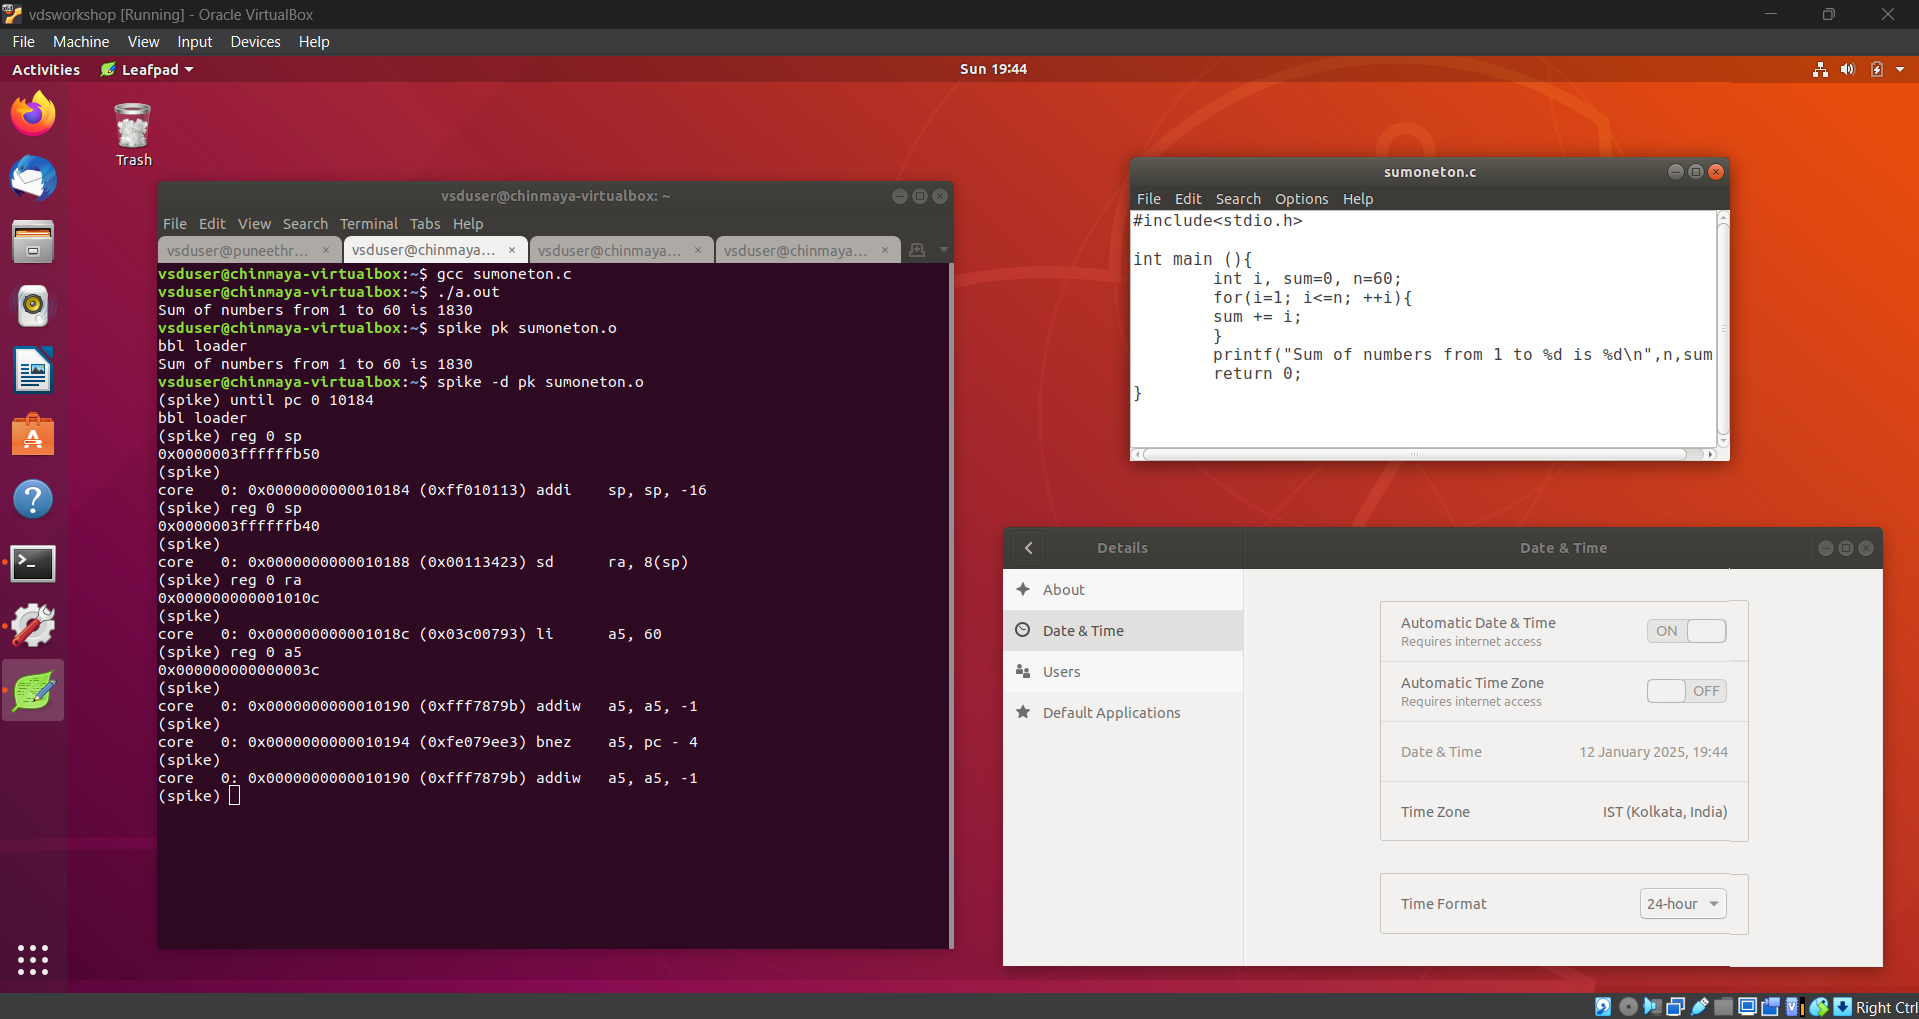 vdsworkshop [Running] - Oracle VirtualBox
File Machine View Input Devices Help
Activities Leafpad Sun 19:44
Trash
vsduser@chinmaya-virtualbox: ~
File Edit View Search Terminal Tabs Help
vsduser@puneethr... × vsduser@chinmaya... × vsduser@chinmaya... × vsduser@chinmaya... ×
vsduser@chinmaya-virtualbox:~$ gcc sumoneton.c
vsduser@chinmaya-virtualbox:~$ ./a.out
Sum of numbers from 1 to 60 is 1830
vsduser@chinmaya-virtualbox:~$ spike pk sumoneton.o
bbl loader
Sum of numbers from 1 to 60 is 1830
vsduser@chinmaya-virtualbox:~$ spike -d pk sumoneton.o
(spike) until pc 0 10184
bbl loader
(spike) reg 0 sp
0x0000003ffffffb50
(spike)
core   0: 0x0000000000010184 (0xff010113) addi    sp, sp, -16
(spike) reg 0 sp
0x0000003ffffffb40
(spike)
core   0: 0x0000000000010188 (0x00113423) sd      ra, 8(sp)
(spike) reg 0 ra
0x000000000001010c
(spike)
core   0: 0x000000000001018c (0x03c00793) li      a5, 60
(spike) reg 0 a5
0x000000000000003c
(spike)
core   0: 0x0000000000010190 (0xfff7879b) addiw   a5, a5, -1
(spike)
core   0: 0x0000000000010194 (0xfe079ee3) bnez    a5, pc - 4
(spike)
core   0: 0x0000000000010190 (0xfff7879b) addiw   a5, a5, -1
(spike)
sumoneton.c
File Edit Search Options Help
#include<stdio.h>
int main (){
int i, sum=0, n=60;
for(i=1; i<=n; ++i){
sum += i;
}
printf("Sum of numbers from 1 to %d is %d\n",n,sum
return 0;
}
Details Date & Time
About
Date & Time
Users
Default Applications
Automatic Date & Time ON
Requires internet access
Automatic Time Zone OFF
Requires internet access
Date & Time 12 January 2025, 19:44
Time Zone IST (Kolkata, India)
Time Format 24-hour
Right Ctrl